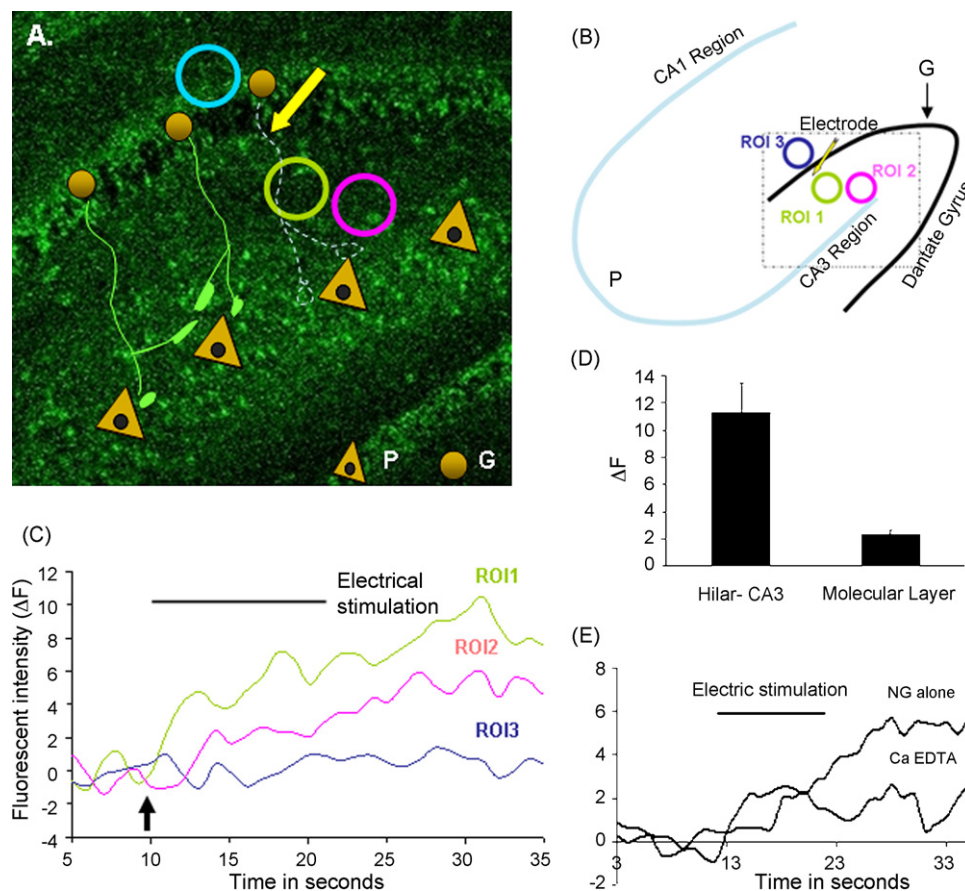 A.
P
G
(B)
CA1 Region
G
Electrode
ROI 3
ROI 2
ROI 1
CA3 Region
P
Dantate Gyrus
(C)
12
10
8
6
4
2
0
-2
-4
Fluorescent intensity (ΔF)
Electrical
stimulation
ROI1
ROI2
ROI3
5
10
15
20
25
30
35
Time in seconds
(D)
14
12
10
8
6
4
2
0
ΔF
Hilar- CA3
Molecular Layer
(E)
8
6
4
2
0
-2
Electric stimulation
NG alone
Ca EDTA
3
13
23
33
Time in seconds